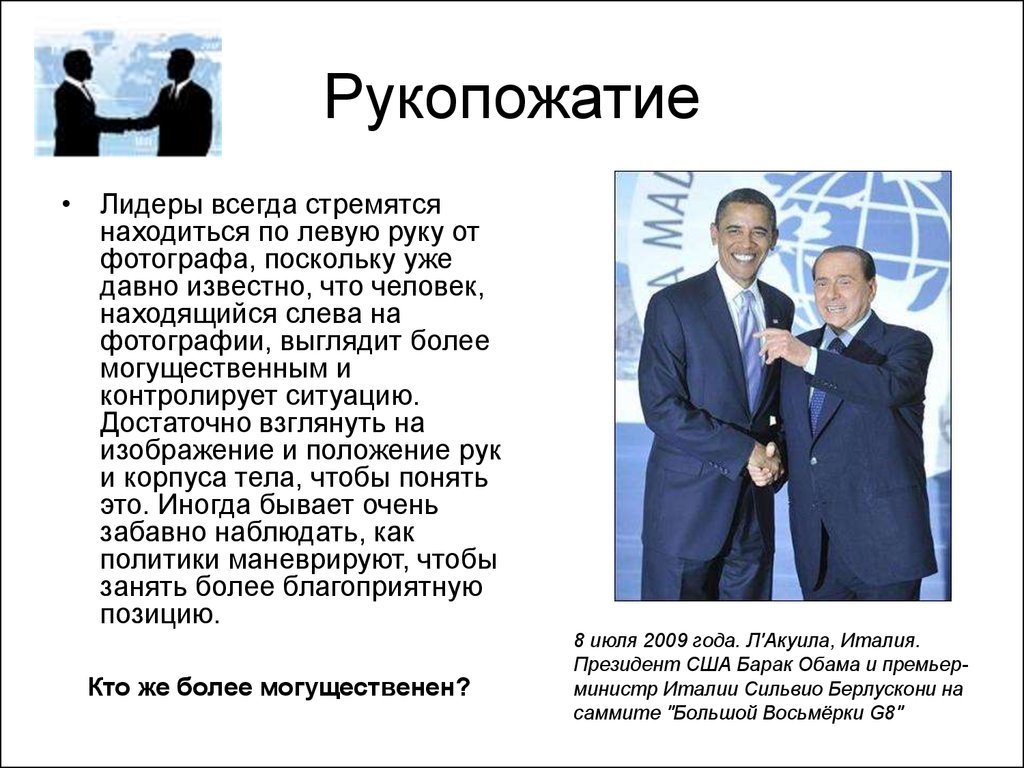 Рукопожатие
• Лидеры всегда стремятся
находиться по левую руку от
фотографа, поскольку уже
давно известно, что человек,
находящийся слева на
фотографии, выглядит более
могущественным и
контролирует ситуацию.
Достаточно взглянуть на
изображение и положение рук
и корпуса тела, чтобы понять
это. Иногда бывает очень
забавно наблюдать, как
политики маневрируют, чтобы
занять более благоприятную
позицию.
Кто же более могущественен?
A MAD
8 июля 2009 года. Л'Акуила, Италия.
Президент США Барак Обама и премьер-
министр Италии Сильвио Берлускони на
саммите "Большой Восьмёрки G8"